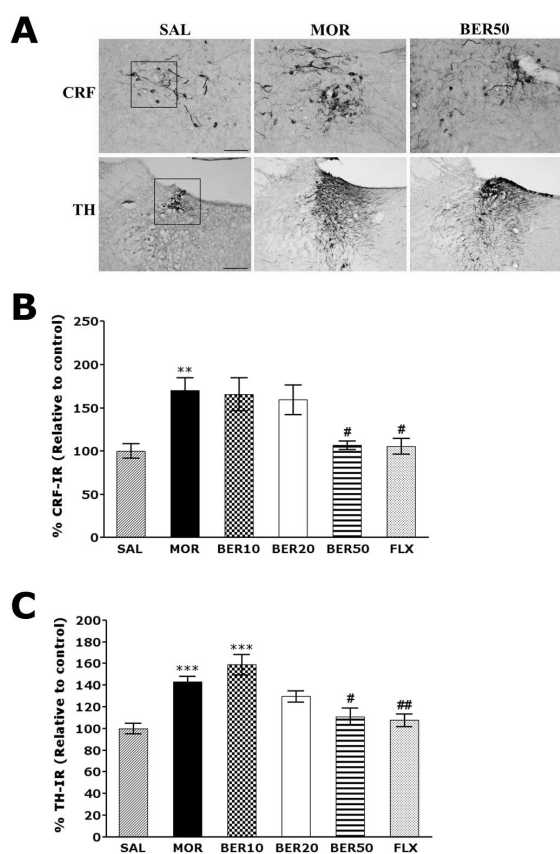 A
SAL MOR BER50
CRF
TH
B
% CRF-IR (Relative to control)
250
200
150
100
50
0
**
#
#
SAL MOR BER10 BER20 BER50 FLX
C
% TH-IR (Relative to control)
200
180
160
140
120
100
80
60
40
20
0
***
***
#
##
SAL MOR BER10 BER20 BER50 FLX